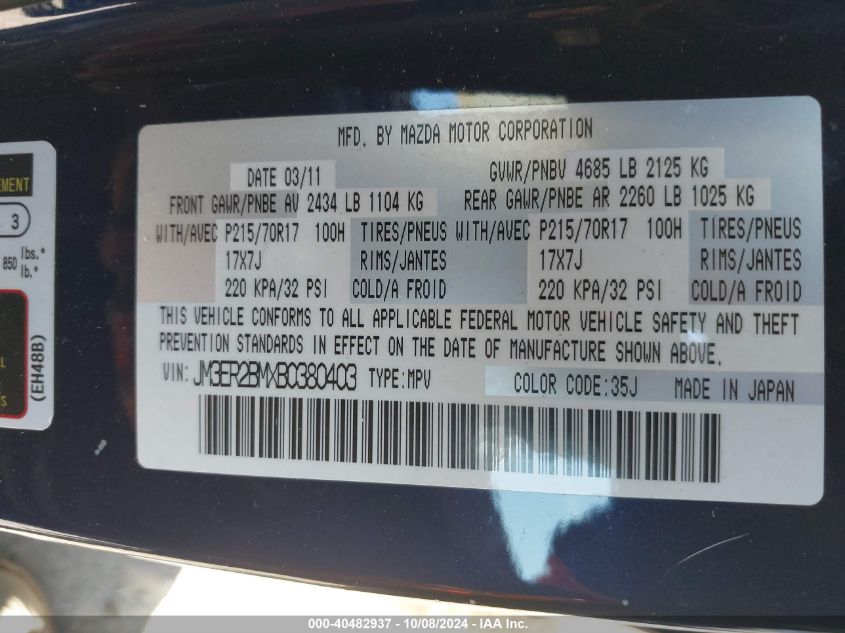 MFD. BY MAZDA MOTOR CORPORATION
DATE 03/11 GVWR/PNBV 4685 LB 2125 KG
FRONT GAWR/PNBE AV 2434 LB 1104 KG REAR GAWR/PNBE AR 2260 LB 1025 KG
WITH/AVEC P215/70R17 100H TIRES/PNEUS WITH/AVEC P215/70R17 100H TIRES/PNEUS
17X7J RIMS/JANTES 17X7J RIMS/JANTES
220 KPA/32 PSI COLD/A FROID 220 KPA/32 PSI COLD/A FROID
THIS VEHICLE CONFORMS TO ALL APPLICABLE FEDERAL MOTOR VEHICLE SAFETY AND THEFT
PREVENTION STANDARDS IN EFFECT ON THE DATE OF MANUFACTURE SHOWN ABOVE.
VIN: JM3ER2BMXB0380403 TYPE:MPV COLOR CODE:35J MADE IN JAPAN
EMENT
3
850 lbs.*
lb.*
(EH48B)
000-40482937 - 10/08/2024 - IAA Inc.